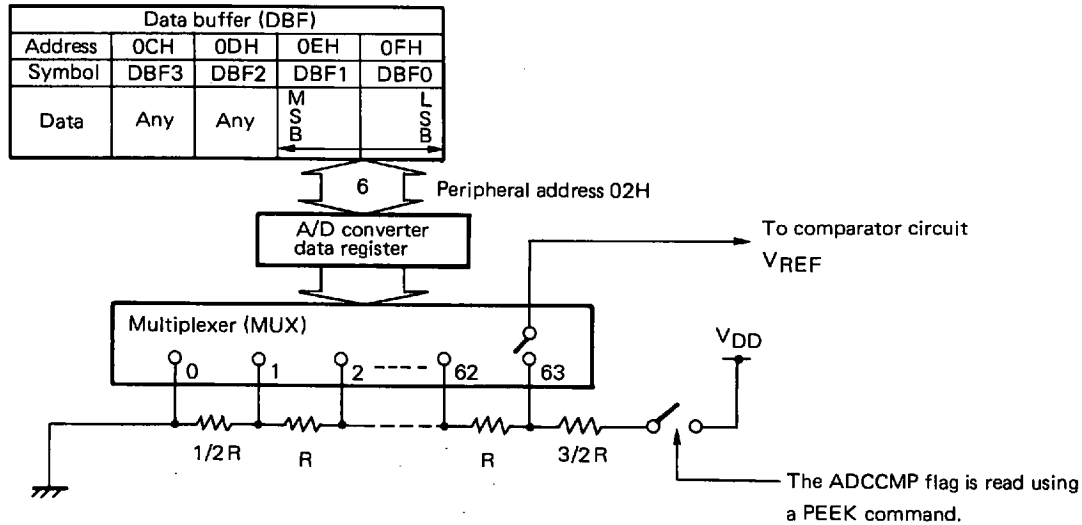 Data buffer (DBF)
Address 0CH 0DH 0EH 0FH
Symbol DBF3 DBF2 DBF1 DBF0
Data Any Any MSB LSB
6 Peripheral address 02H
A/D converter
data register
To comparator circuit
VREF
Multiplexer (MUX)
VDD
0 1 2 62 63
1/2R R R 3/2R
The ADCCMP flag is read using
a PEEK command.